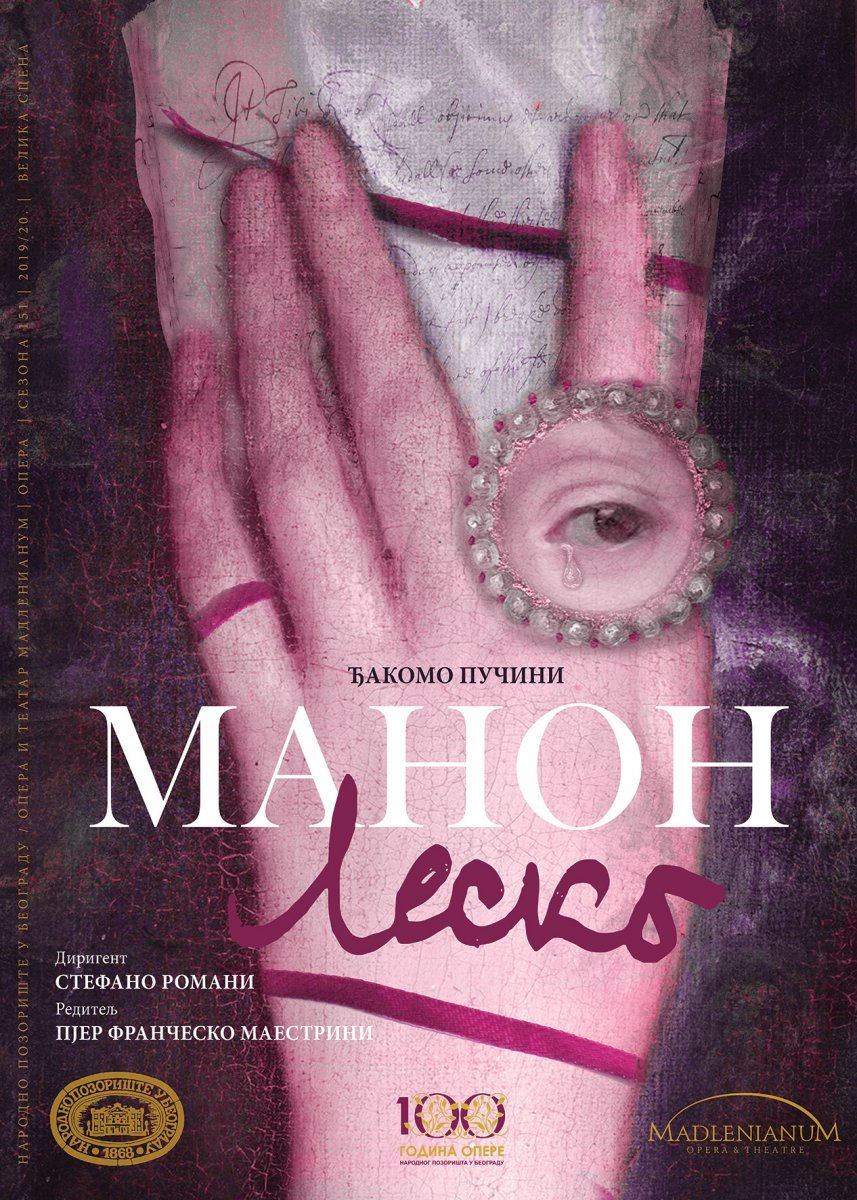 НАРОДНО ПОЗОРИШТЕ У БЕОГРАДУ / ОПЕРА И ТЕАТАР МАДЛЕНИАНУМ | ОПЕРА | СЕЗОНА 151 | 2019/20. | ВЕЛИКА СЦЕНА
ЂАКОМО ПУЧИНИ
МАНОН
Леско
Диригент
СТЕФАНО РОМАНИ
Редитељ
ПЈЕР ФРАНЧЕСКО МАЕСТРИНИ
НАРОДНО ПОЗОРИШТЕ У БЕОГРАДУ
1868
100
ГОДИНА ОПЕРЕ
НАРОДНОГ ПОЗОРИШТА У БЕОГРАДУ
MADLENIANUM
OPERA & THEATRE